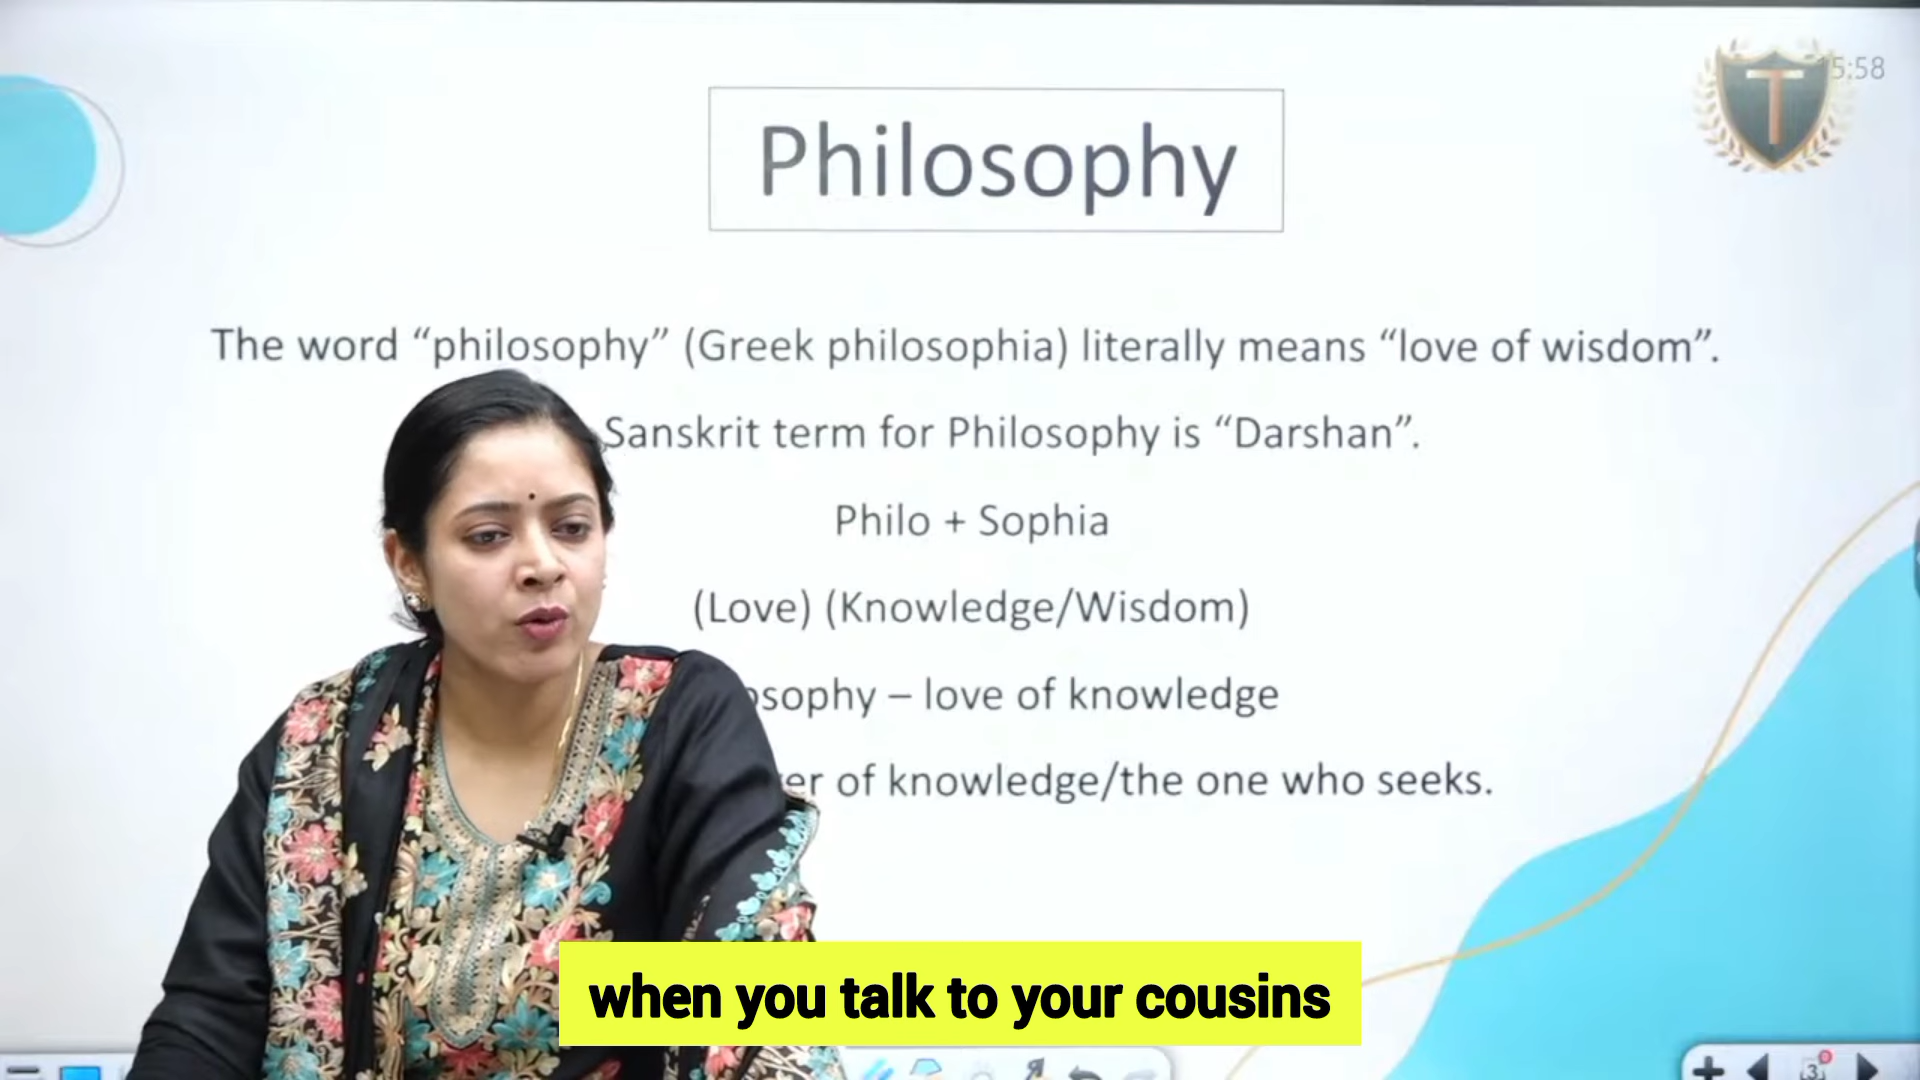 5:58
T
Philosophy
The word “philosophy” (Greek philosophia) literally means “love of wisdom”.
Sanskrit term for Philosophy is “Darshan”.
Philo + Sophia
(Love) (Knowledge/Wisdom)
osophy – love of knowledge
er of knowledge/the one who seeks.
when you talk to your cousins
3